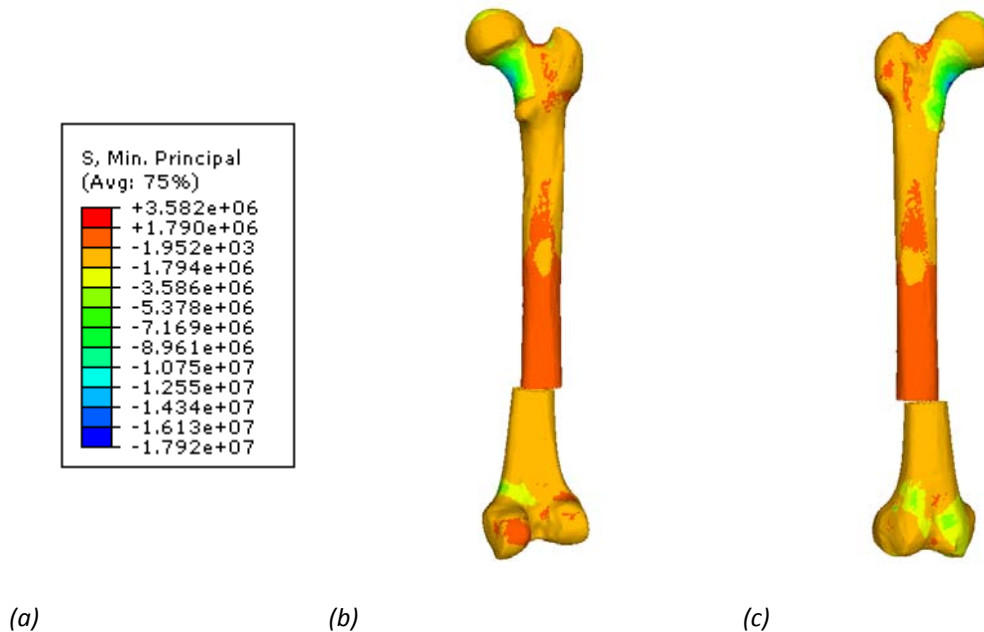 S, Min. Principal
(Avg: 75%)
+3.582e+06
+1.790e+06
-1.952e+03
-1.794e+06
-3.586e+06
-5.378e+06
-7.169e+06
-8.961e+06
-1.075e+07
-1.255e+07
-1.434e+07
-1.613e+07
-1.792e+07
(a) (b) (c)